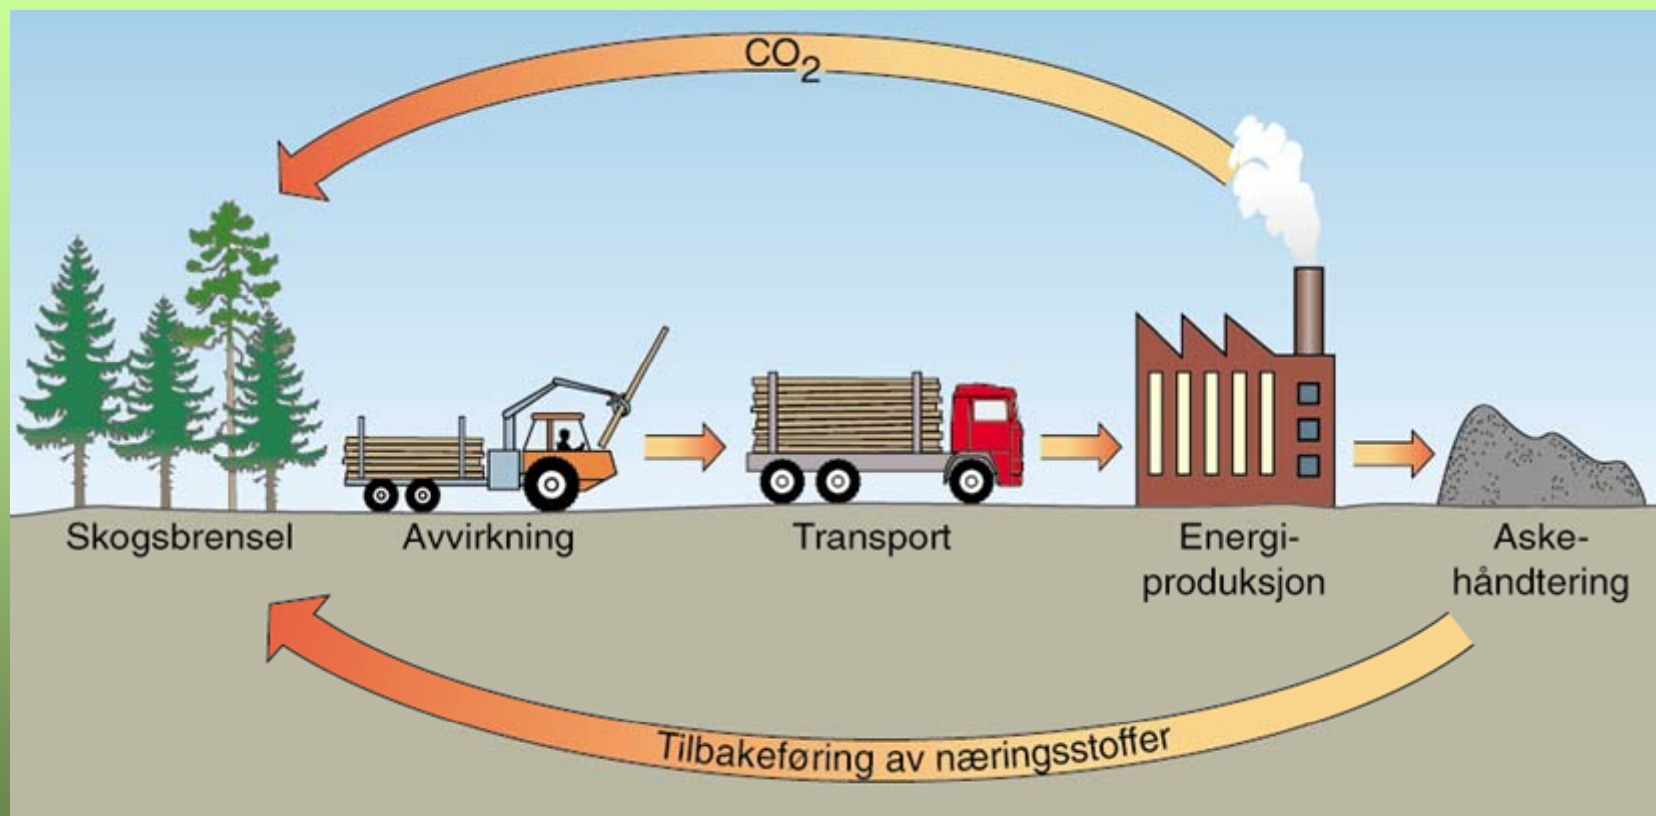 CO₂
Skogsbrensel
Avvirkning
Transport
Energi-
produksjon
Aske-
håndtering
Tilbakeføring av næringsstoffer